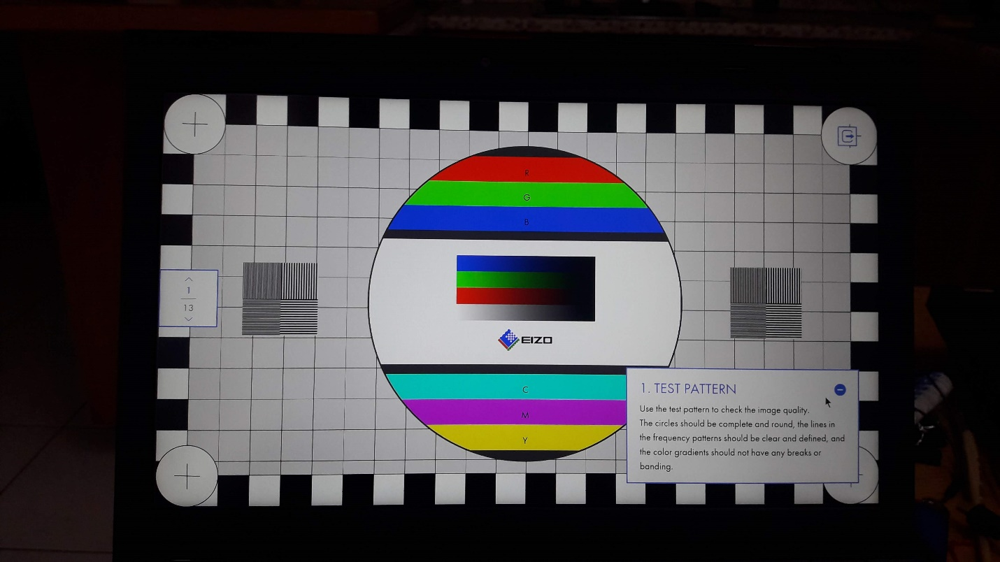 R
G
B
1
13
EIZO
C
M
Y
1. TEST PATTERN
Use the test pattern to check the image quality.
The circles should be complete and round, the lines in
the frequency patterns should be clear and defined, and
the color gradients should not have any breaks or
banding.